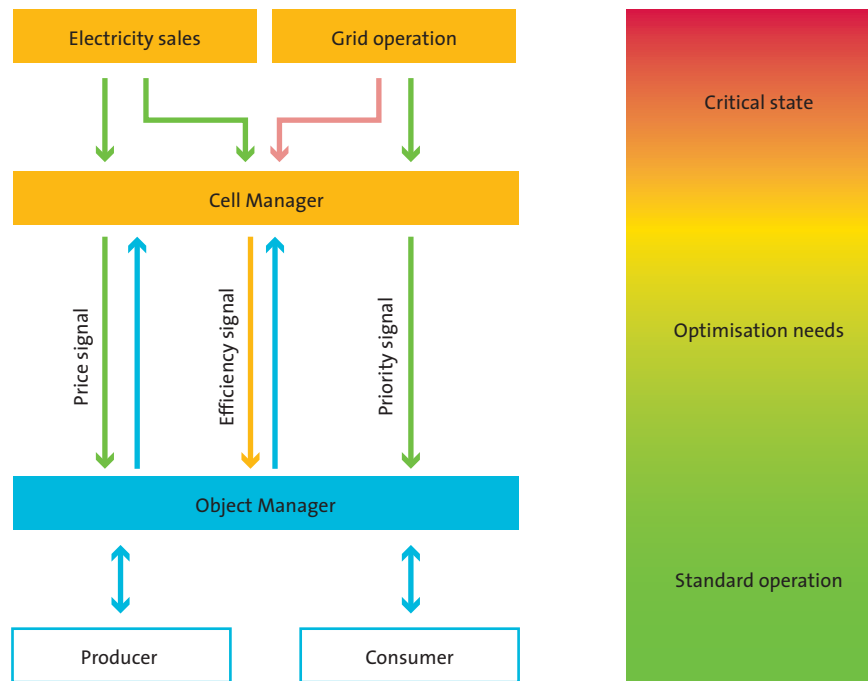 Electricity sales
Grid operation
Critical state
Cell Manager
Price signal
Efficiency signal
Priority signal
Optimisation needs
Object Manager
Standard operation
Producer
Consumer